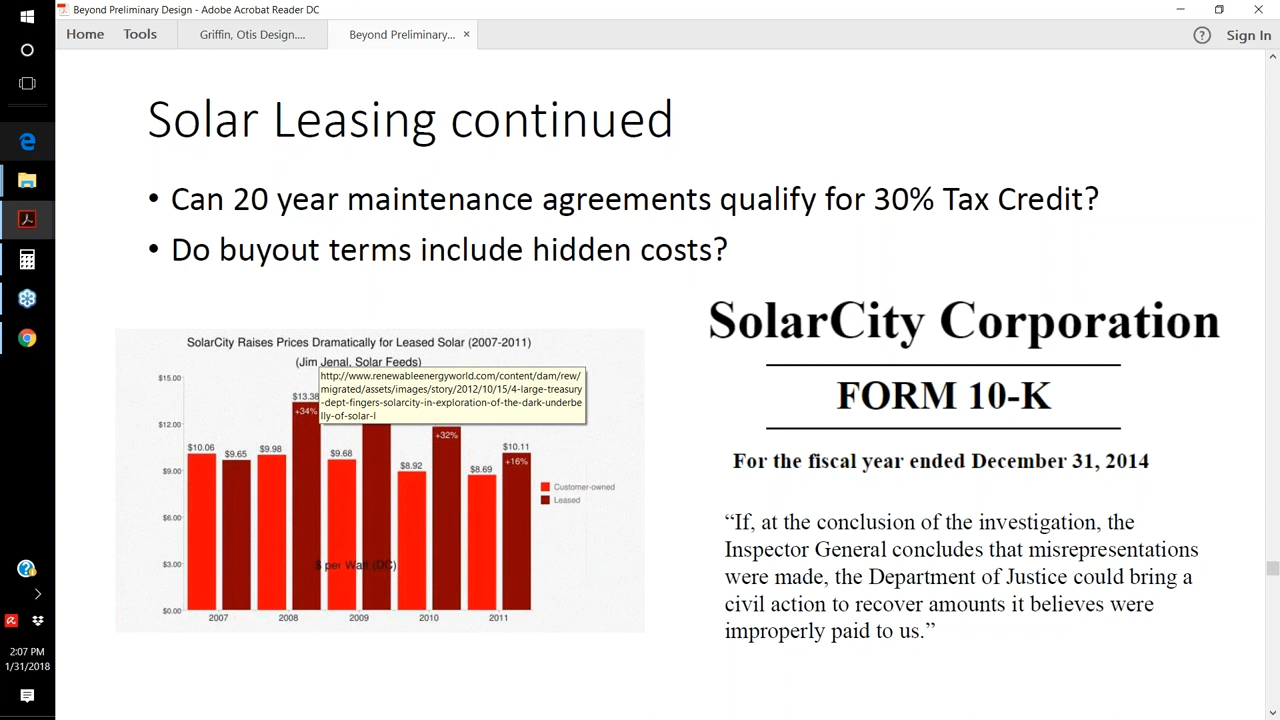 Beyond Preliminary Design - Adobe Acrobat Reader DC
Home Tools Griffin, Otis Design.... Beyond Preliminary... × ? Sign In
Solar Leasing continued
• Can 20 year maintenance agreements qualify for 30% Tax Credit?
• Do buyout terms include hidden costs?
SolarCity Corporation
FORM 10-K
For the fiscal year ended December 31, 2014
“If, at the conclusion of the investigation, the
Inspector General concludes that misrepresentations
were made, the Department of Justice could bring a
civil action to recover amounts it believes were
improperly paid to us.”
SolarCity Raises Prices Dramatically for Leased Solar (2007-2011)
(Jim Jenal, Solar Feeds)
http://www.renewableenergyworld.com/content/dam/rew/
migrated/assets/images/story/2012/10/15/4-large-treasury
-dept-fingers-solarcity-in-exploration-of-the-dark-underbe
lly-of-solar-l
$15.00
$12.00
$9.00
$6.00
$3.00
$0.00
$10.06
$9.65
$9.98
$13.38
+34%
$9.68
$8.92
+32%
$8.69
$10.11
+16%
$ per Watt (DC)
Customer-owned
Leased
2007 2008 2009 2010 2011
2:07 PM
1/31/2018